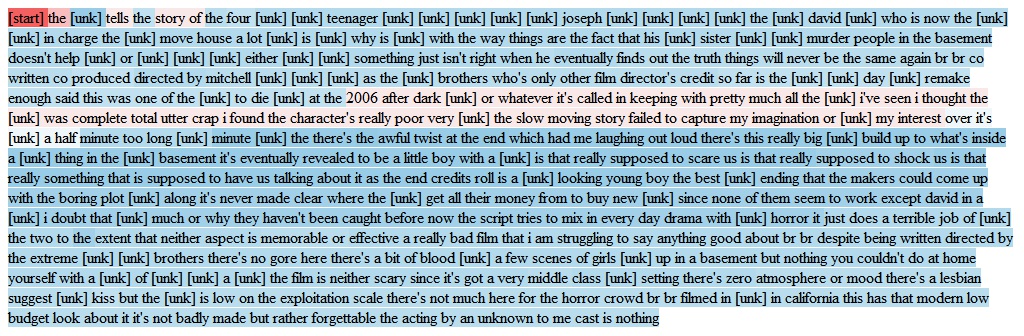 [start] the [unk] tells the story of the four [unk] [unk] teenager [unk] [unk] [unk] [unk] [unk] joseph [unk] [unk] [unk] [unk] the [unk] david [unk] who is now the [unk]
[unk] in charge the [unk] move house a lot [unk] is [unk] why is [unk] with the way things are the fact that his [unk] sister [unk] the [unk] murder people in the basement
doesn't help [unk] or [unk] [unk] [unk] either [unk] [unk] something just isn't right when he eventually finds out the truth things will never be the same again br br co
written co produced directed by mitchell [unk] [unk] [unk] as the [unk] brothers who's only other film director's credit so far is the [unk] [unk] day [unk] remake
enough said this was one of the [unk] to die [unk] at the 2006 after dark [unk] or whatever it's called in keeping with pretty much all the [unk] i've seen i thought the
[unk] was complete total utter crap i found the character's really poor very [unk] the slow moving story failed to capture my imagination or [unk] my interest over it's
[unk] a half minute too long [unk] minute [unk] the there's the awful twist at the end which had me laughing out loud there's this really big [unk] build up to what's inside
a [unk] thing in the [unk] basement it's eventually revealed to be a little boy with a [unk] is that really supposed to scare us is that really supposed to shock us is that
really something that is supposed to have us talking about it as the end credits roll is a [unk] looking young boy the best [unk] ending that the makers could come up
with the boring plot [unk] along it's never made clear where the [unk] get all their money from to buy new [unk] since none of them seem to work except david in a
[unk] i doubt that [unk] much or why they haven't been caught before now the script tries to mix in every day drama with [unk] horror it just does a terrible job of [unk]
the two to the extent that neither aspect is memorable or effective a really bad film that i am struggling to say anything good about br br despite being written directed by
the extreme [unk] [unk] brothers there's no gore here there's a bit of blood [unk] a few scenes of girls [unk] up in a basement but nothing you couldn't do at home
yourself with a [unk] of [unk] [unk] a [unk] the film is neither scary since it's got a very middle class [unk] setting there's zero atmosphere or mood there's a lesbian
suggest [unk] kiss but the [unk] is low on the exploitation scale there's not much here for the horror crowd br br filmed in [unk] in california this has that modern low
budget look about it it's not badly made but rather forgettable the acting by an unknown to me cast is nothing